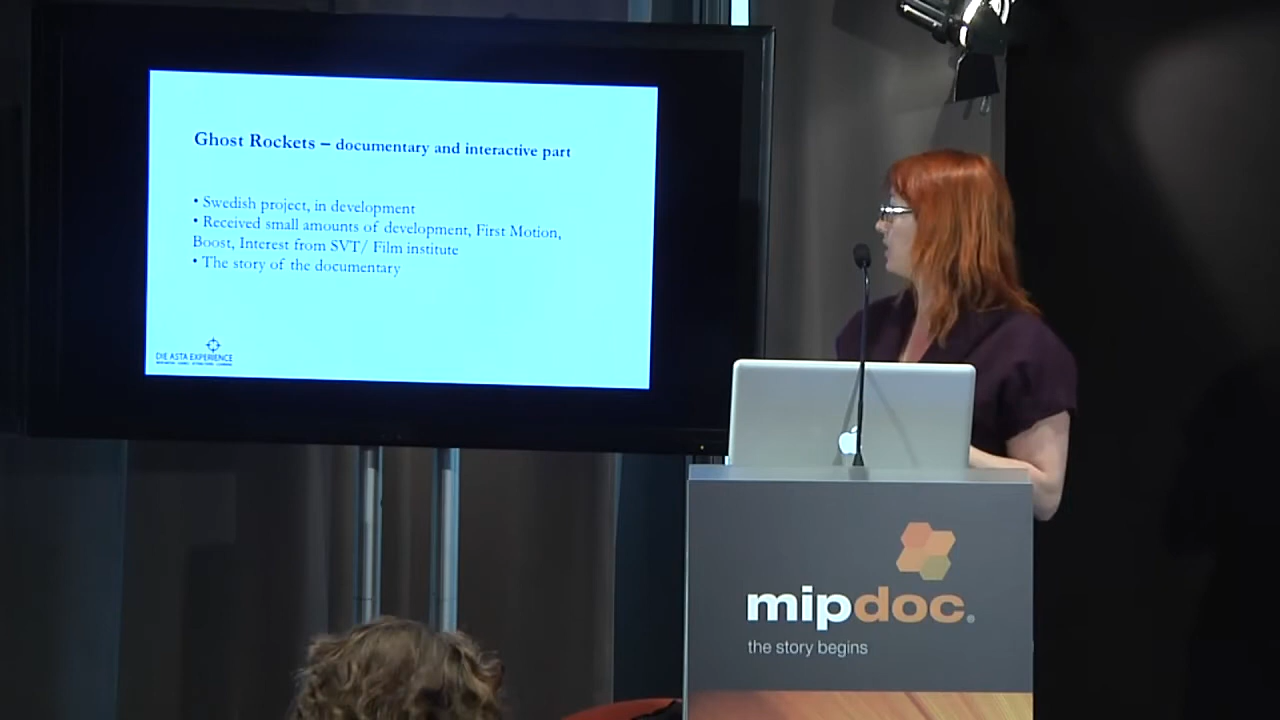 Ghost Rockets – documentary and interactive part
• Swedish project, in development
• Received small amounts of development, First Motion,
Boost, Interest from SVT/ Film institute
• The story of the documentary
DIE ASTA EXPERIENCE
mipdoc.
the story begins